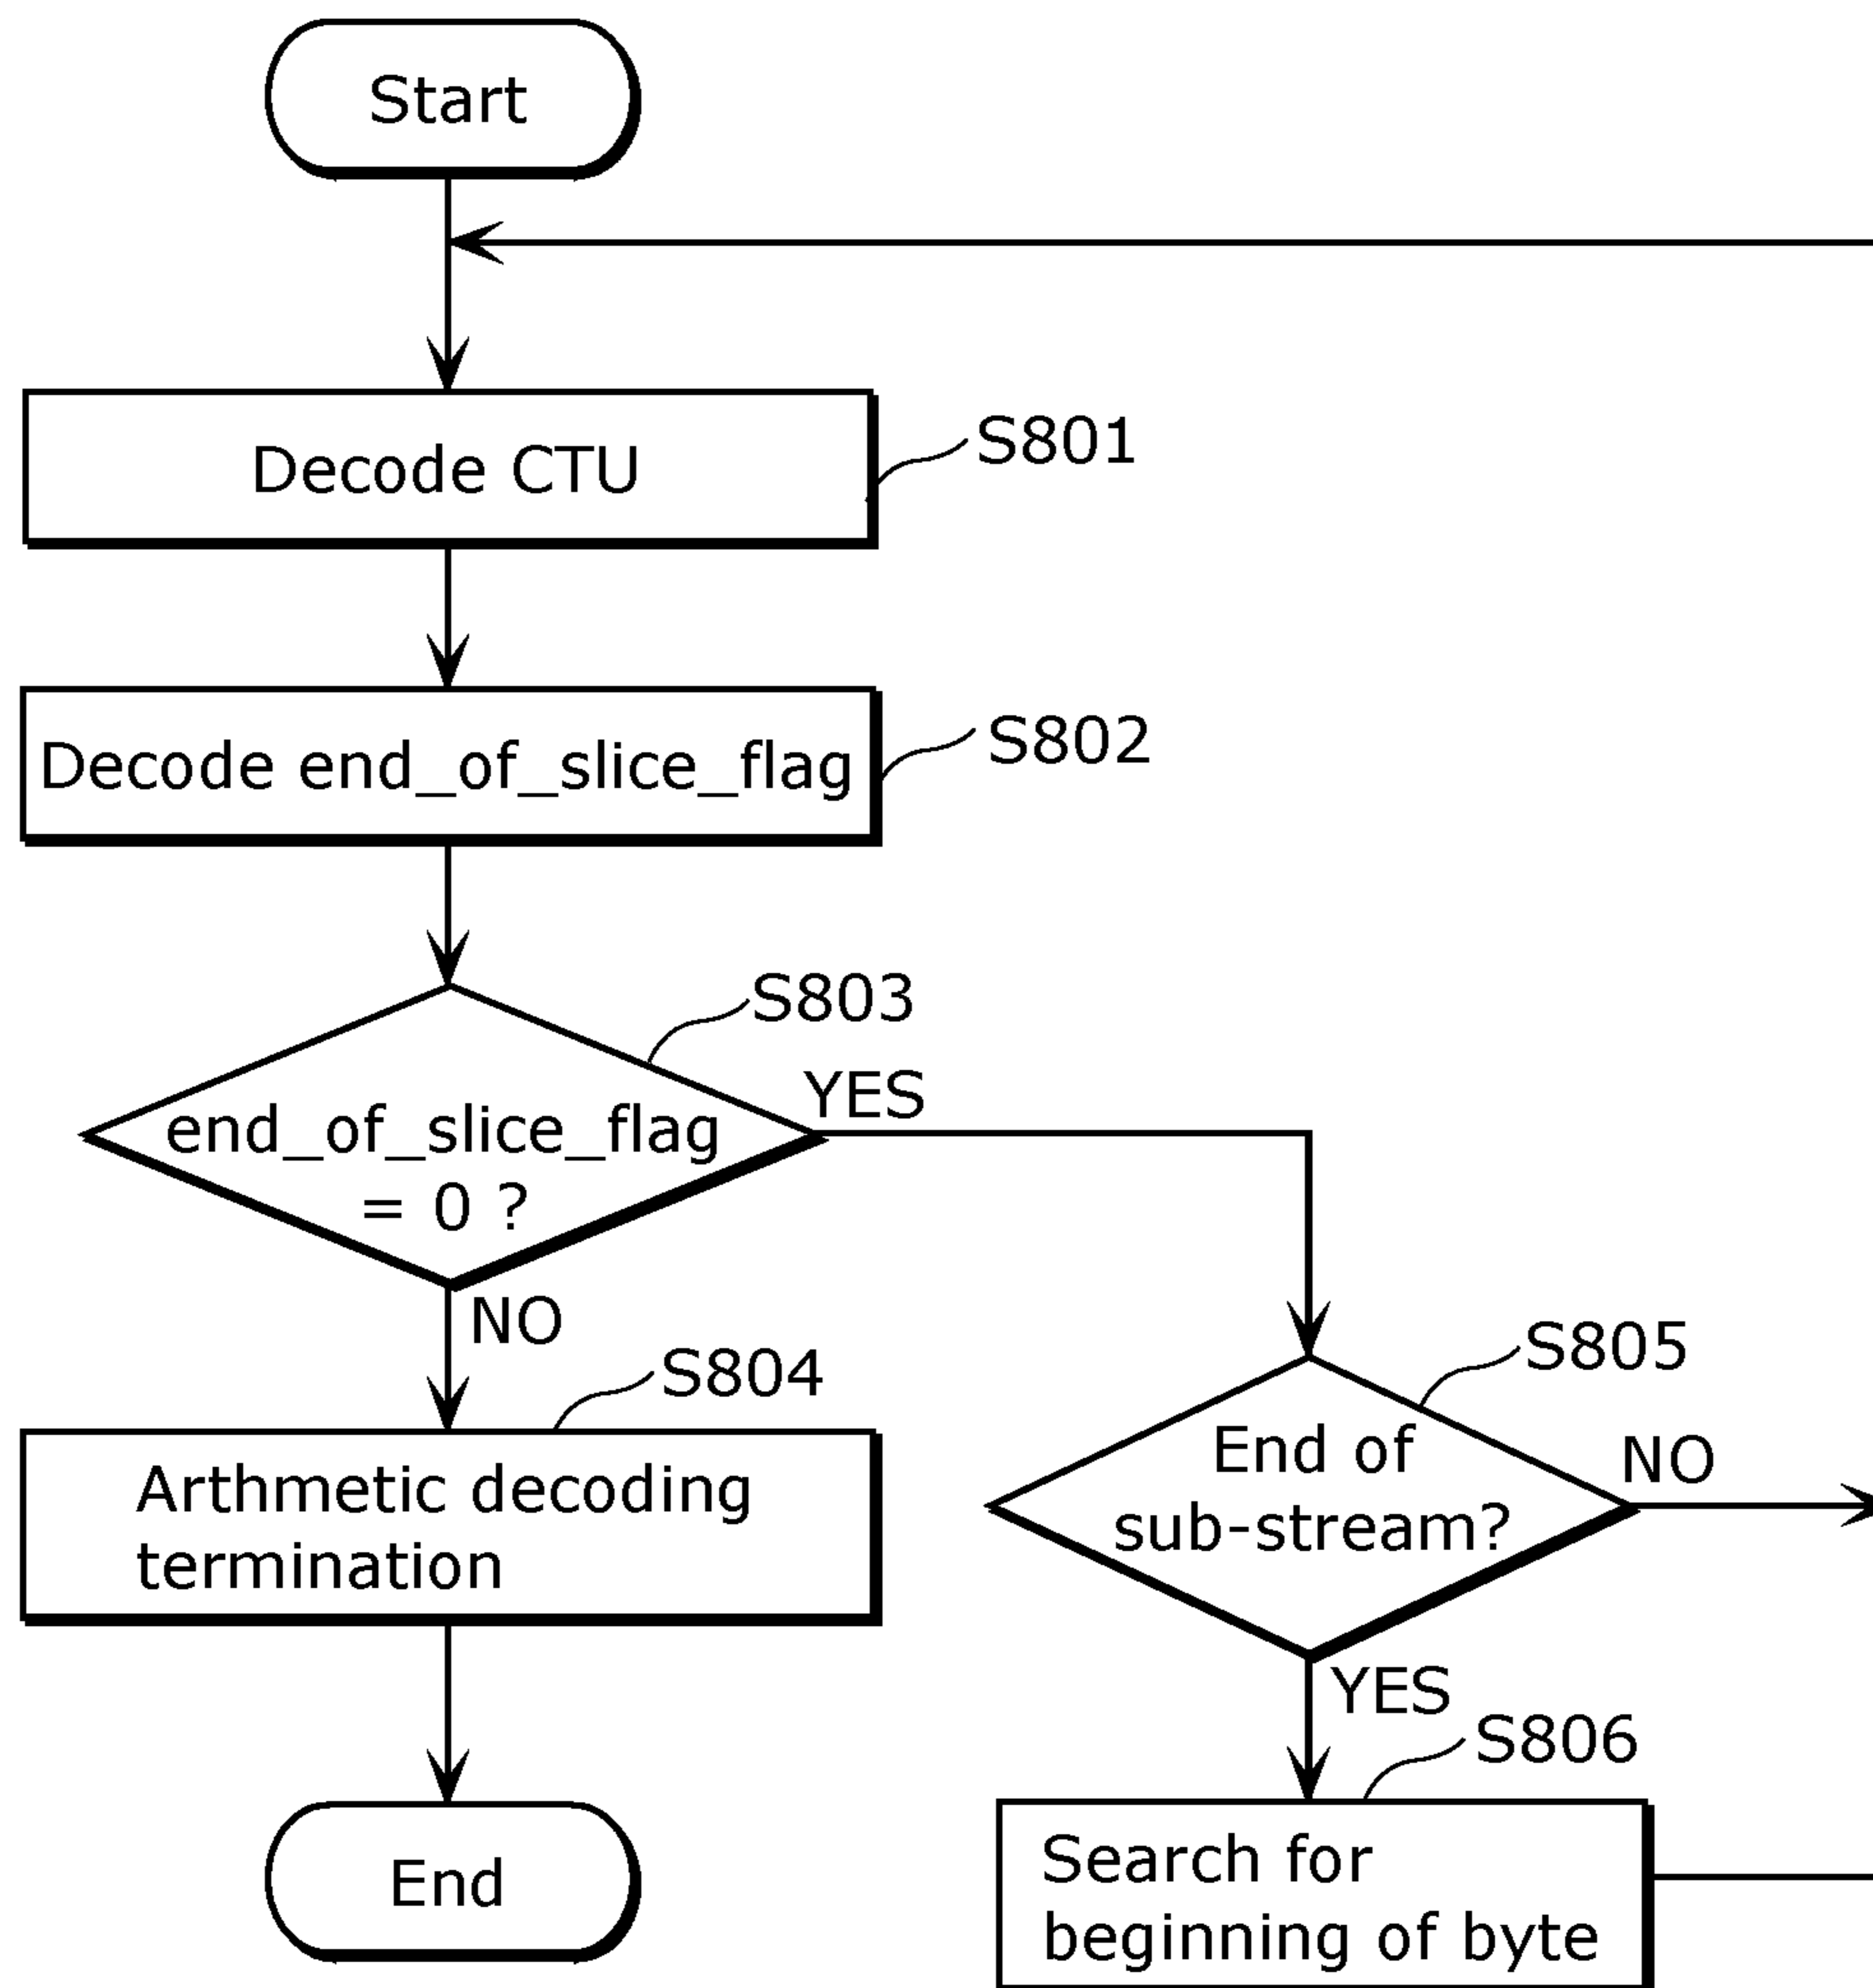 Start
Decode CTU
S801
Decode end_of_slice_flag
S802
S803
end_of_slice_flag
= 0 ?
YES
NO
S804
Arthmetic decoding
termination
End
S805
End of
sub-stream?
NO
YES
S806
Search for
beginning of byte